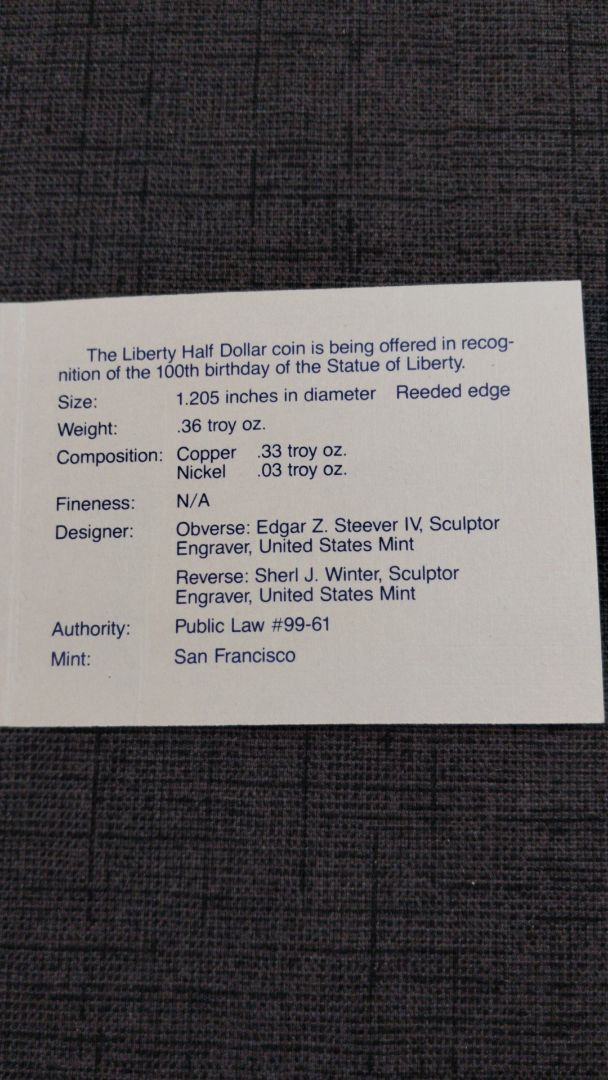 The Liberty Half Dollar coin is being offered in recog-
nition of the 100th birthday of the Statue of Liberty.
Size: 1.205 inches in diameter Reeded edge
Weight: .36 troy oz.
Composition: Copper .33 troy oz.
Nickel .03 troy oz.
Fineness: N/A
Designer: Obverse: Edgar Z. Steever IV, Sculptor
Engraver, United States Mint
Reverse: Sherl J. Winter, Sculptor
Engraver, United States Mint
Authority: Public Law #99-61
Mint: San Francisco